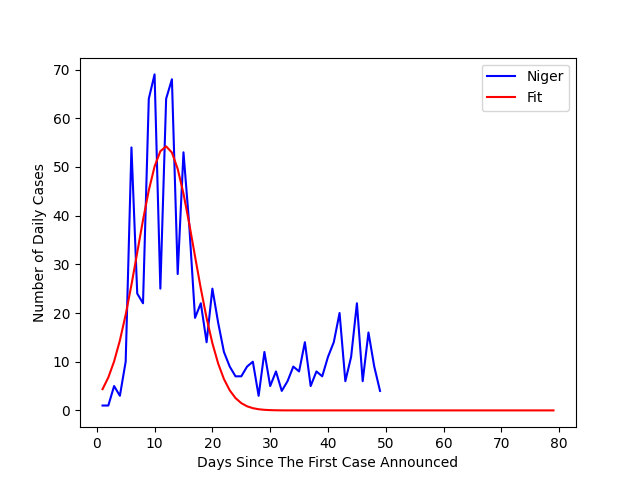 Niger
Fit
70
60
50
40
30
20
10
0
Number of Daily Cases
0 10 20 30 40 50 60 70 80
Days Since The First Case Announced